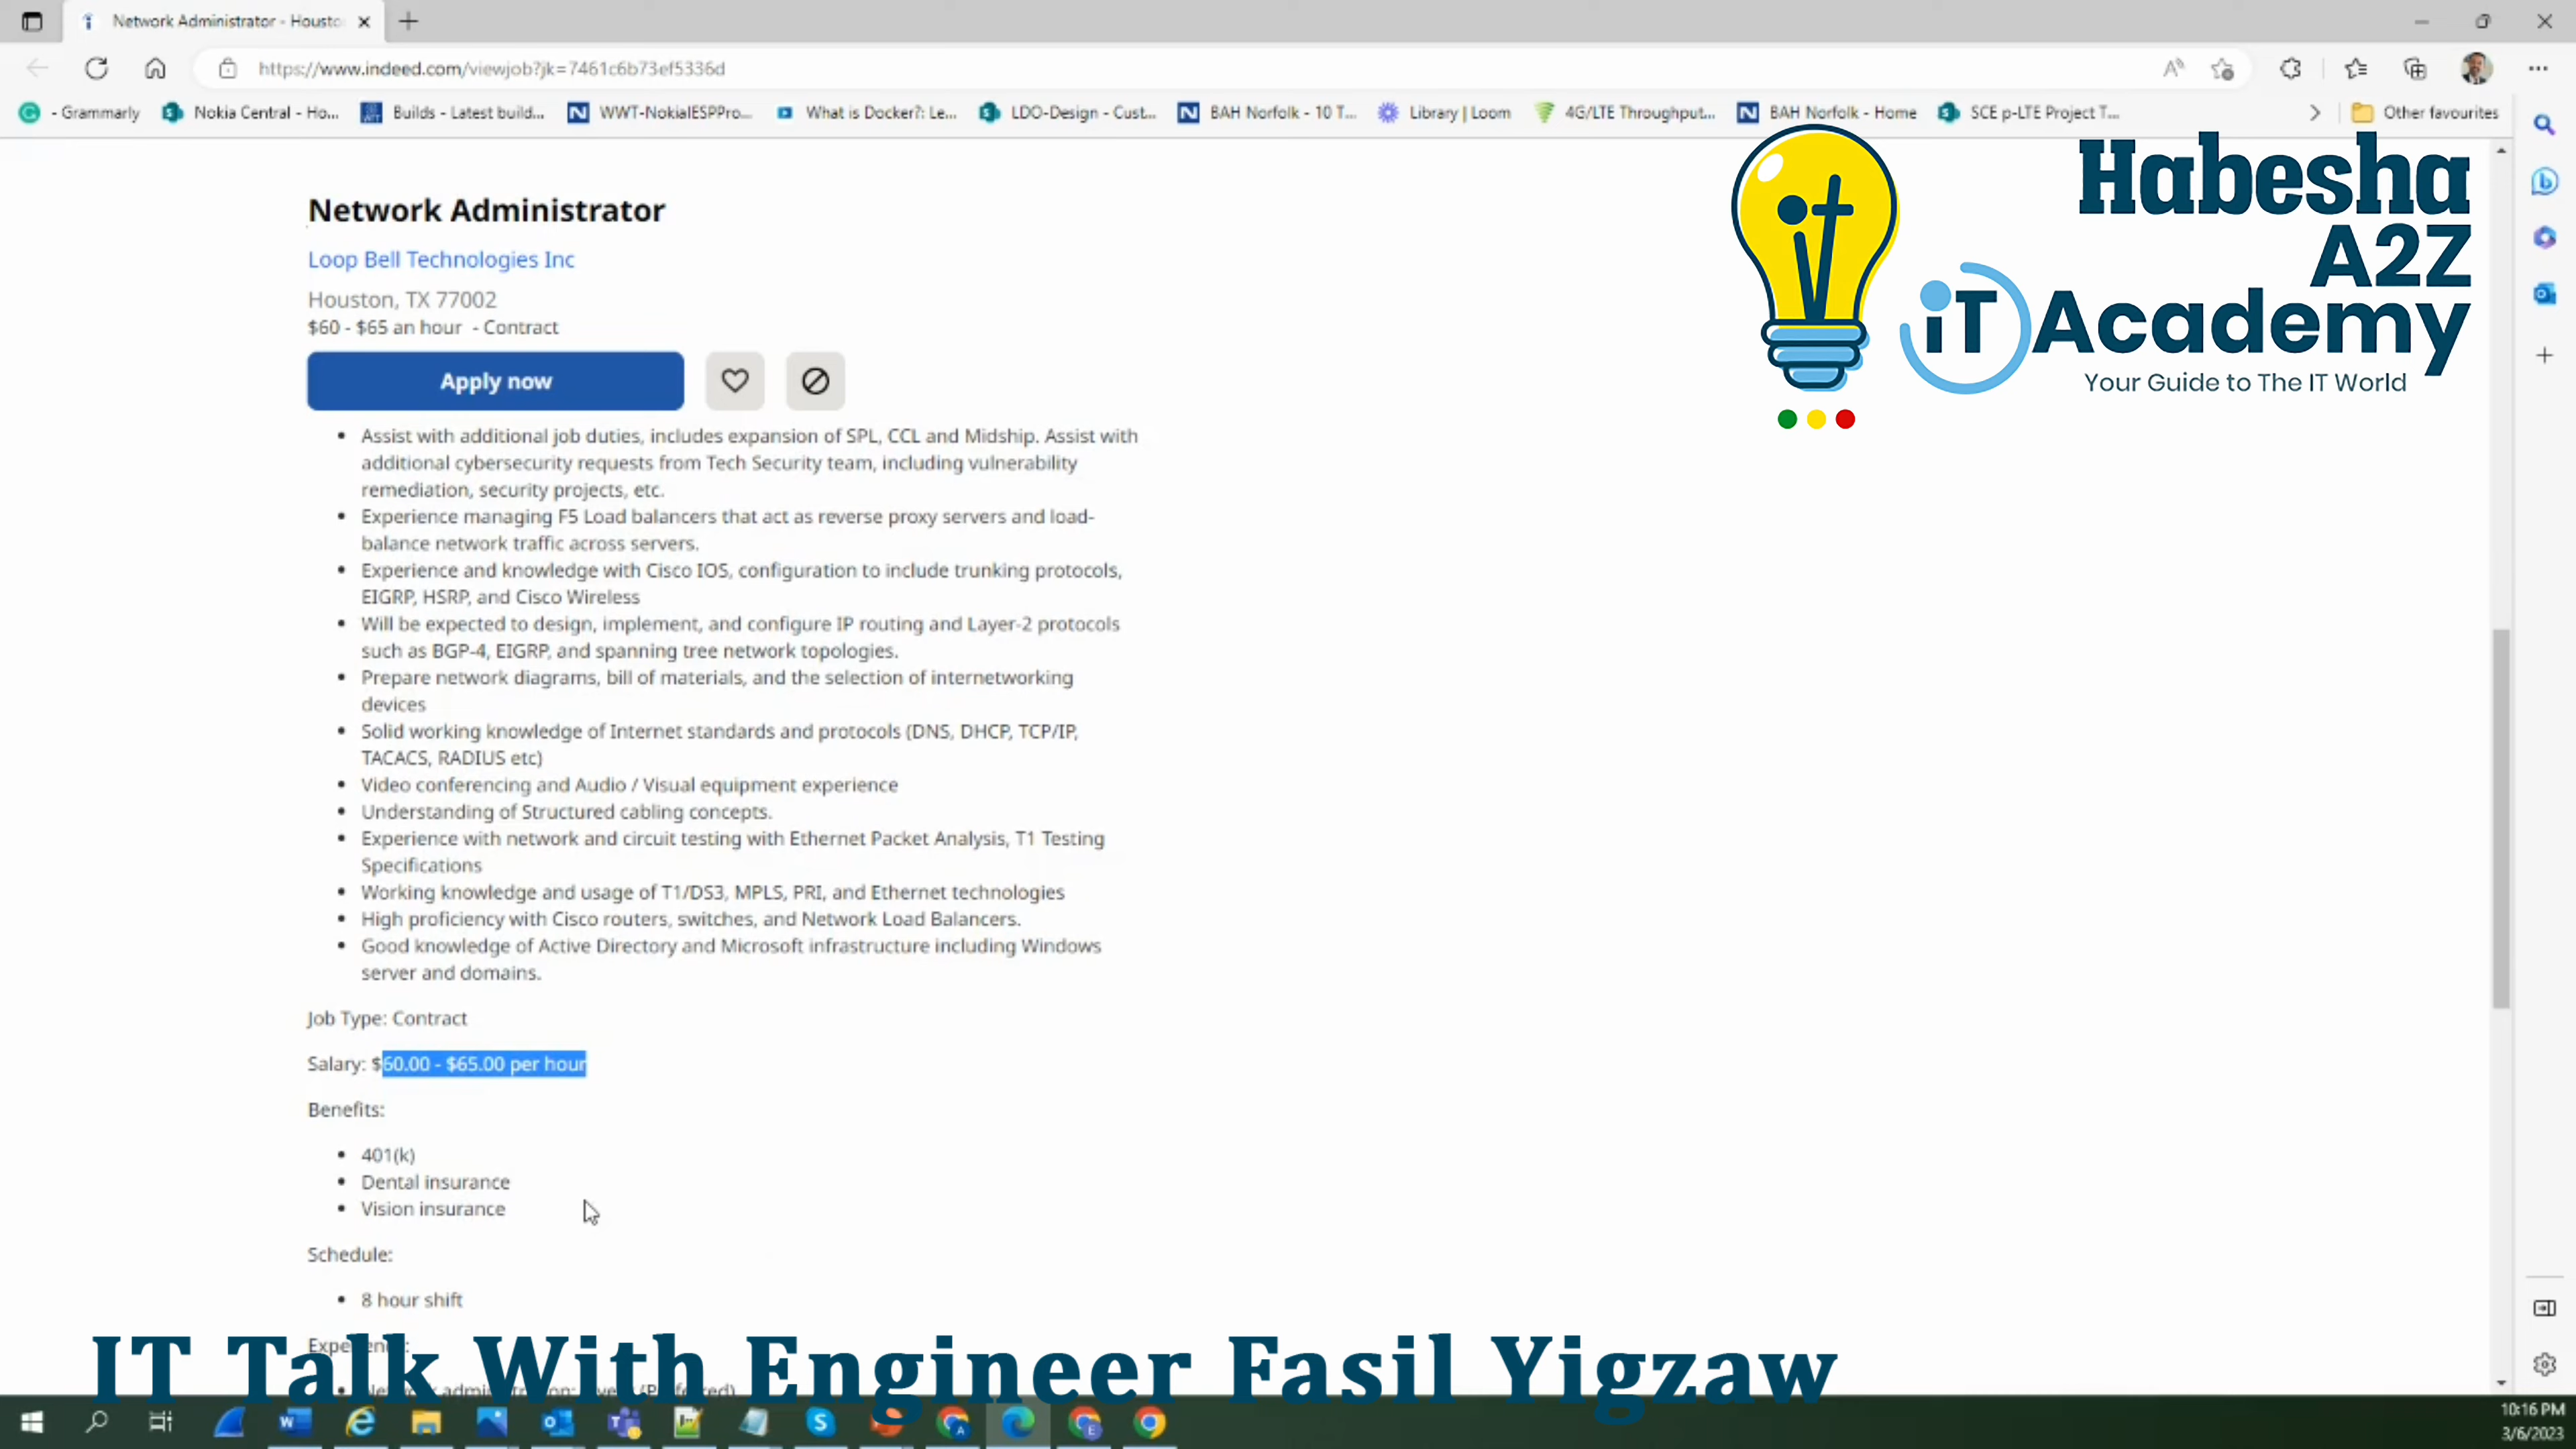 Network Administrator - Housto
https://www.indeed.com/viewjob?jk=7461c6b73ef5336d
- Grammarly
Nokia Central - Ho...
Builds - Latest build...
WWT-NokiaIESPPro...
What is Docker?: Le...
LDO-Design - Cust...
BAH Norfolk - 10 T...
Library | Loom
4G/LTE Throughput...
BAH Norfolk - Home
SCE p-LTE Project T...
Other favourites
Habesha
A2Z
iT Academy
Your Guide to The IT World
it
Network Administrator
Loop Bell Technologies Inc
Houston, TX 77002
$60 - $65 an hour - Contract
Apply now
• Assist with additional job duties, includes expansion of SPL, CCL and Midship. Assist with
additional cybersecurity requests from Tech Security team, including vulnerability
remediation, security projects, etc.
• Experience managing F5 Load balancers that act as reverse proxy servers and load-
balance network traffic across servers.
• Experience and knowledge with Cisco IOS, configuration to include trunking protocols,
EIGRP, HSRP, and Cisco Wireless
• Will be expected to design, implement, and configure IP routing and Layer-2 protocols
such as BGP-4, EIGRP, and spanning tree network topologies.
• Prepare network diagrams, bill of materials, and the selection of internetworking
devices
• Solid working knowledge of Internet standards and protocols (DNS, DHCP, TCP/IP,
TACACS, RADIUS etc)
• Video conferencing and Audio / Visual equipment experience
• Understanding of Structured cabling concepts.
• Experience with network and circuit testing with Ethernet Packet Analysis, T1 Testing
Specifications
• Working knowledge and usage of T1/DS3, MPLS, PRI, and Ethernet technologies
• High proficiency with Cisco routers, switches, and Network Load Balancers.
• Good knowledge of Active Directory and Microsoft infrastructure including Windows
server and domains.
Job Type: Contract
Salary: $60.00 - $65.00 per hour
Benefits:
• 401(k)
• Dental insurance
• Vision insurance
Schedule:
• 8 hour shift
IT Talk With Engineer Fasil Yigzaw
10:16 PM
3/6/2023